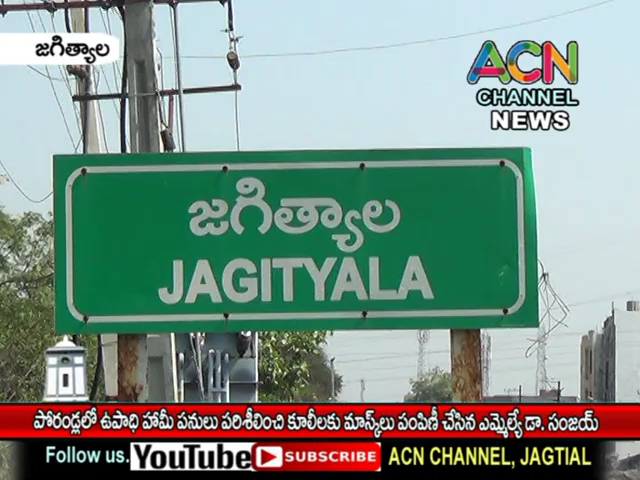 జగిత్యాల
ACN
CHANNEL
NEWS
జగిత్యాల
JAGITYALA
పోరండ్లలో ఉపాధి హామీ పనులు పరిశీలించి కూలీలకు మాస్క్‌లు పంపిణీ చేసిన ఎమ్మెల్యే డా. సంజయ్
Follow us. YouTube SUBSCRIBE ACN CHANNEL, JAGTIAL